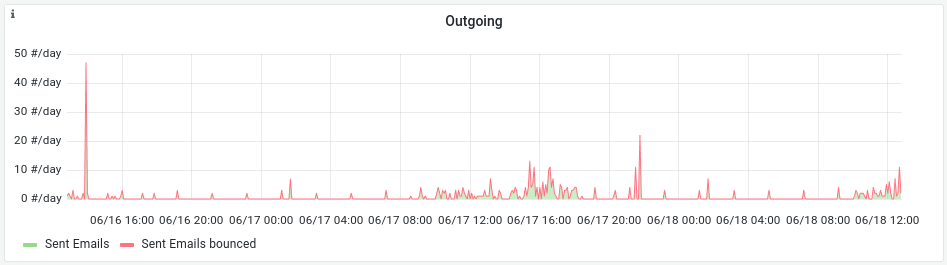 i
Outgoing
50 #/day
40 #/day
30 #/day
20 #/day
10 #/day
0 #/day
06/16 16:00 06/16 20:00 06/17 00:00 06/17 04:00 06/17 08:00 06/17 12:00 06/17 16:00 06/17 20:00 06/18 00:00 06/18 04:00 06/18 08:00 06/18 12:00
Sent Emails Sent Emails bounced